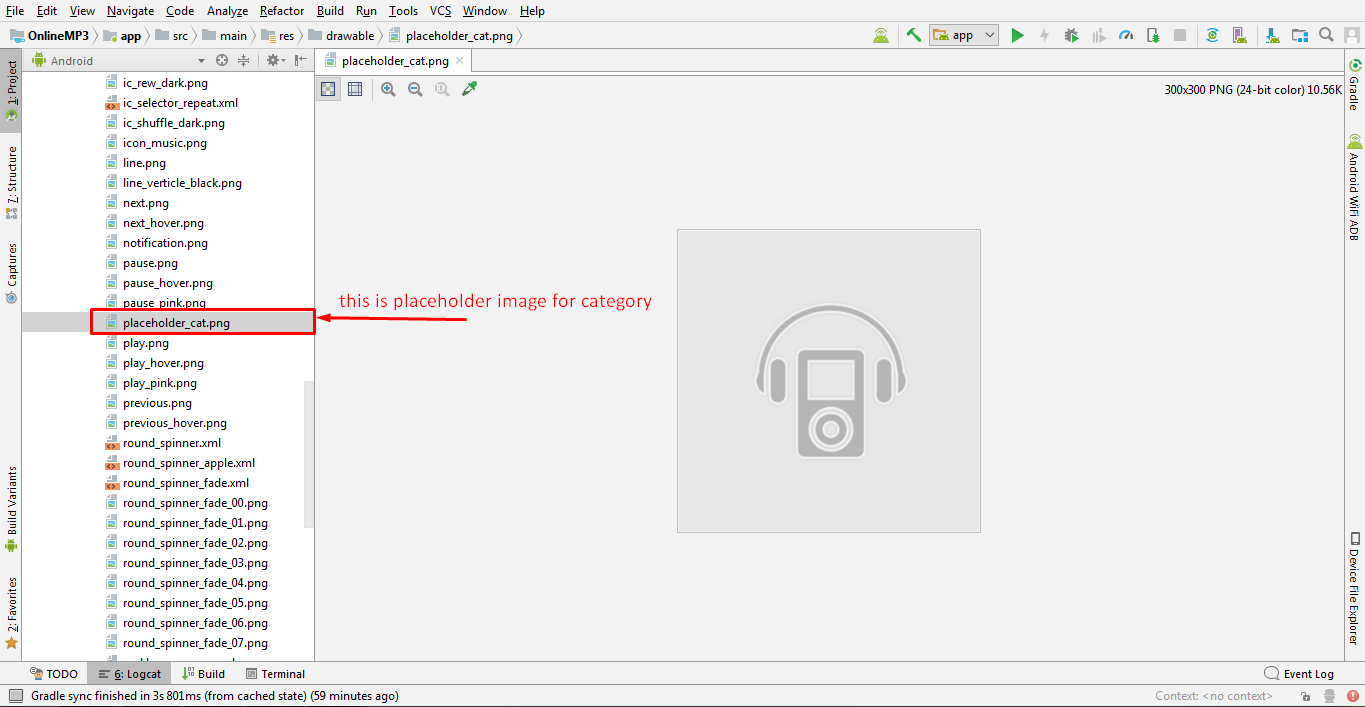 File Edit View Navigate Code Analyze Refactor Build Run Tools VCS Window Help
OnlineMP3 app src main res drawable placeholder_cat.png
app
1: Project
7: Structure
Captures
Build Variants
2: Favorites
Android
ic_rew_dark.png
ic_selector_repeat.xml
ic_shuffle_dark.png
icon_music.png
line.png
line_verticle_black.png
next.png
next_hover.png
notification.png
pause.png
pause_hover.png
pause_pink.png
placeholder_cat.png
play.png
play_hover.png
play_pink.png
previous.png
previous_hover.png
round_spinner.xml
round_spinner_apple.xml
round_spinner_fade.xml
round_spinner_fade_00.png
round_spinner_fade_01.png
round_spinner_fade_02.png
round_spinner_fade_03.png
round_spinner_fade_04.png
round_spinner_fade_05.png
round_spinner_fade_06.png
round_spinner_fade_07.png
placeholder_cat.png
300x300 PNG (24-bit color) 10.56K
this is placeholder image for category
Gradle
Android WiFi ADB
Device File Explorer
TODO 6: Logcat Build Terminal Event Log
Gradle sync finished in 3s 801ms (from cached state) (59 minutes ago) Context: <no context>